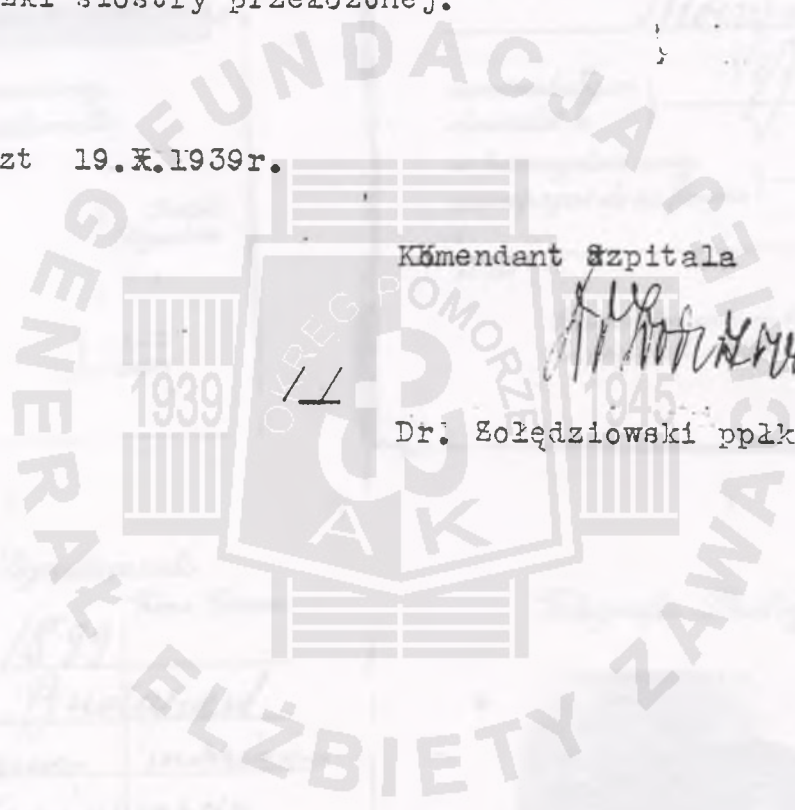 zki siostry przełożonej.
zt 19.X.1939r.
Komendant Szpitala
Dr. Żołędziowski ppłk
FUNDACJA GENERAŁ ELŻBIETY ZAWA
OKRĘG POMORZE
1939
1945
AK